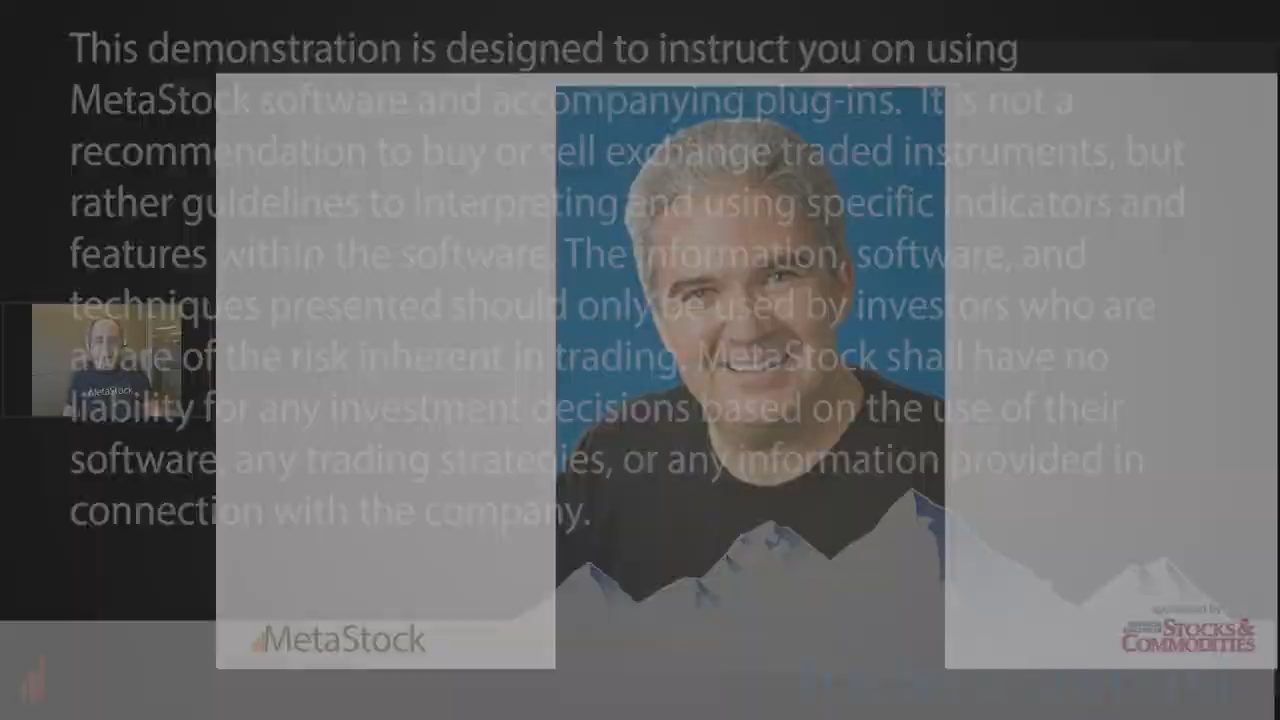 This demonstration is designed to instruct you on using
MetaStock software and accompanying plug-ins. It is not a
recommendation to buy or sell exchange traded instruments, but
rather guidelines to interpreting and using specific indicators and
features within the software. The information, software, and
techniques presented should only be used by investors who are
aware of the risk inherent in trading. MetaStock shall have no
liability for any investment decisions based on the use of their
software, any trading strategies, or any information provided in
connection with the company.
MetaStock
MetaStock
sponsored by
STOCKS &
COMMODITIES